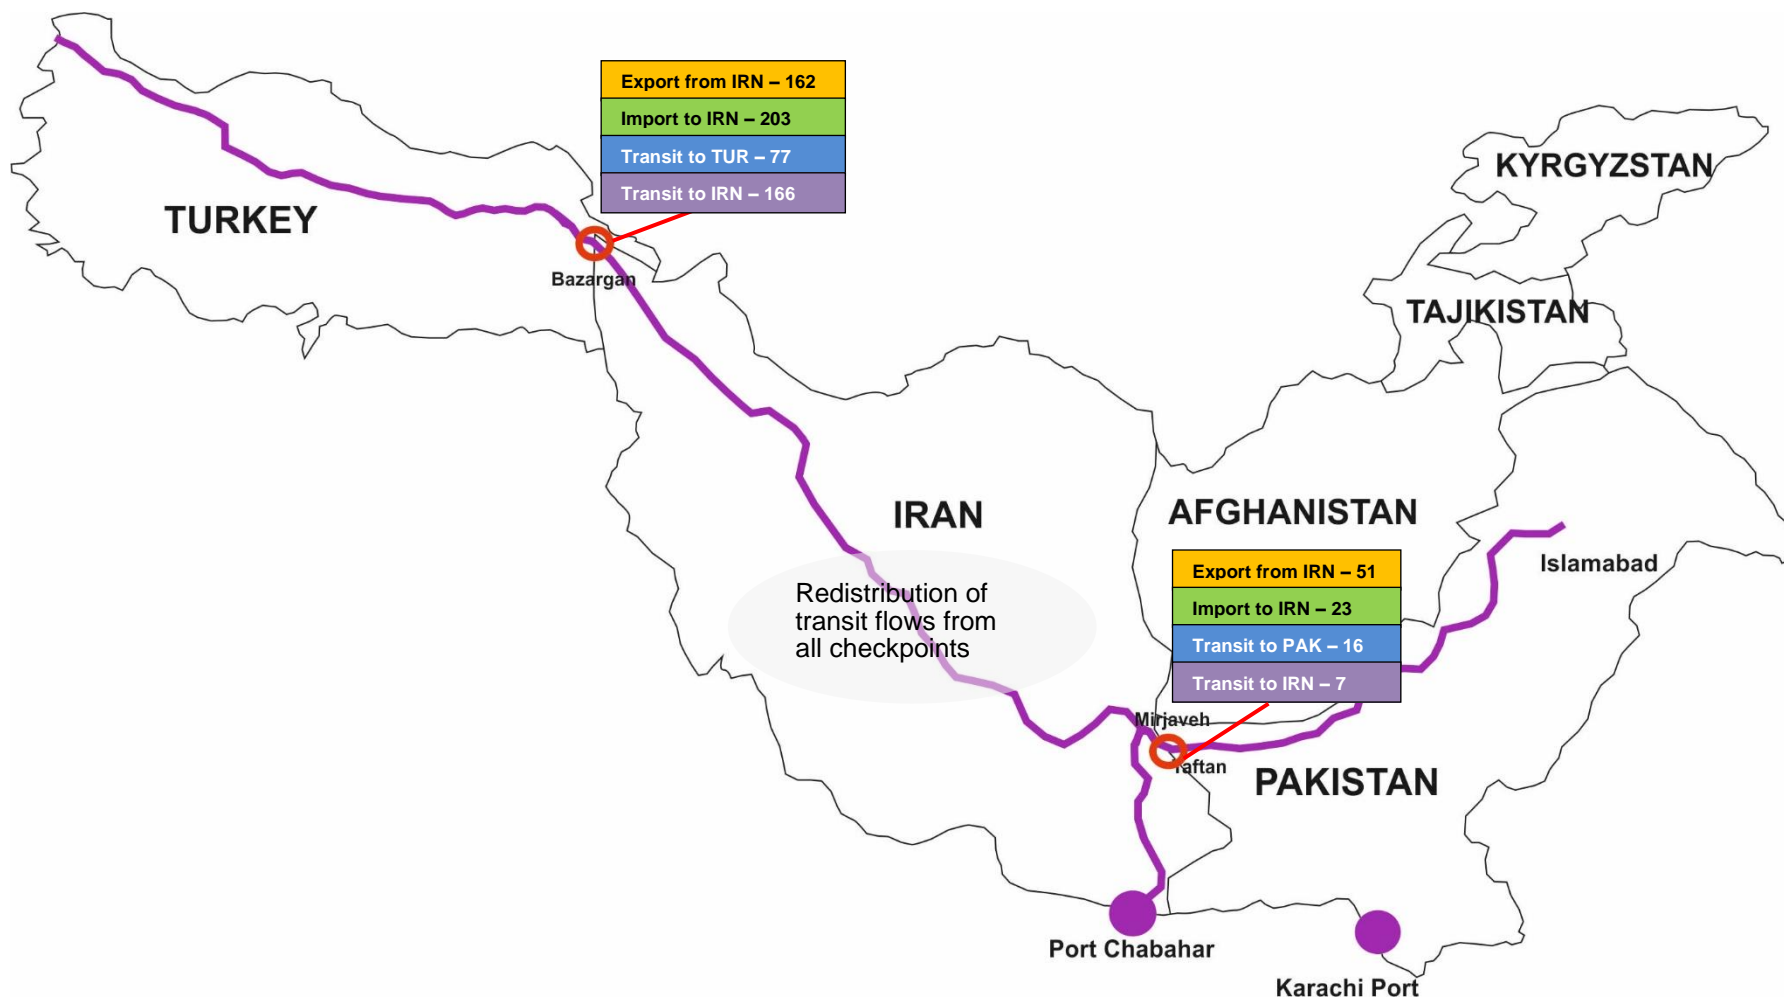 Export from IRN – 162
Import to IRN – 203
Transit to TUR – 77
Transit to IRN – 166
KYRGYZSTAN
TURKEY
Bazargan
TAJIKISTAN
IRAN
AFGHANISTAN
Export from IRN – 51
Import to IRN – 23
Transit to PAK – 16
Transit to IRN – 7
Islamabad
Redistribution of
transit flows from
all checkpoints
Mirjaveh
Taftan
PAKISTAN
Port Chabahar
Karachi Port